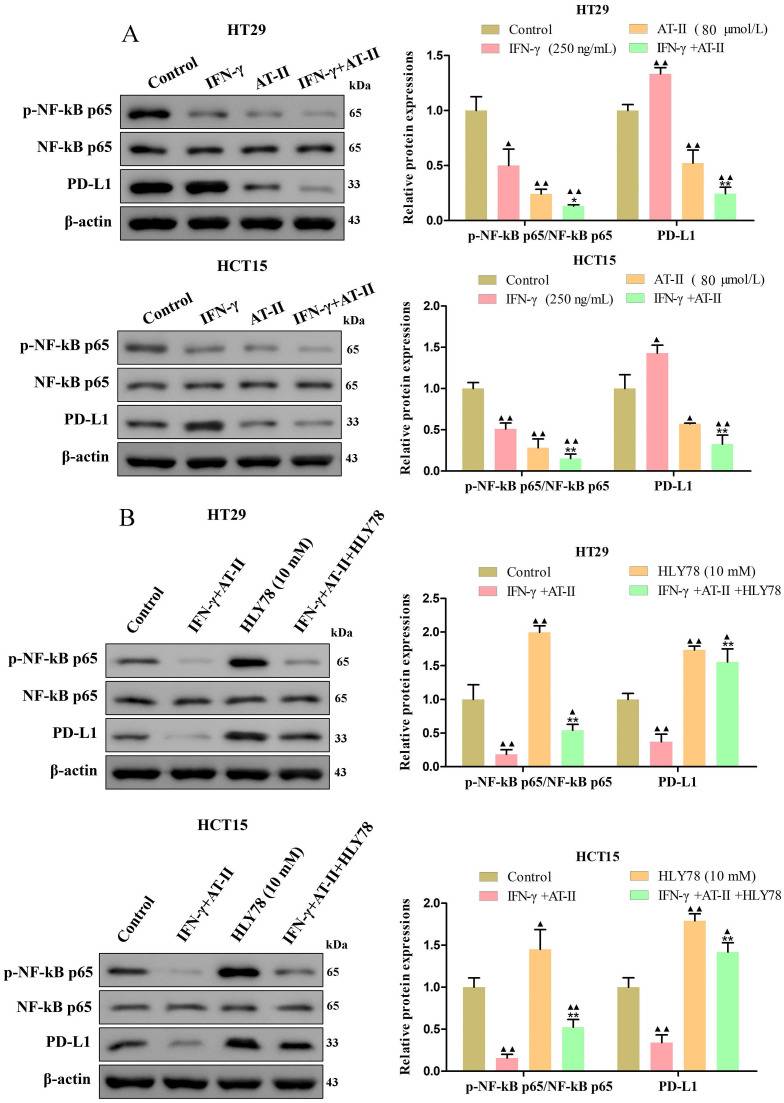 A
HT29
Control IFN-γ AT-II IFN-γ+AT-II
kDa
p-NF-kB p65 65
NF-kB p65 65
PD-L1 33
β-actin 43
HT29
Control AT-II ( 80 μmol/L)
IFN-γ (250 ng/mL) IFN-γ +AT-II
Relative protein expressions
1.5
1.0
0.5
0.0
▲ ▲▲ ▲▲ * ▲▲ ▲▲ ▲▲ **
p-NF-kB p65/NF-kB p65 PD-L1
HCT15
Control IFN-γ AT-II IFN-γ+AT-II
kDa
p-NF-kB p65 65
NF-kB p65 65
PD-L1 33
β-actin 43
HCT15
Control AT-II ( 80 μmol/L)
IFN-γ (250 ng/mL) IFN-γ +AT-II
Relative protein expressions
2.0
1.5
1.0
0.5
0.0
▲▲ ▲▲ ▲▲ ** ▲ ▲ ▲▲ **
p-NF-kB p65/NF-kB p65 PD-L1
B
HT29
Control IFN-γ+AT-II HLY78 (10 mM) IFN-γ+AT-II+HLY78
kDa
p-NF-kB p65 65
NF-kB p65 65
PD-L1 33
β-actin 43
HT29
Control HLY78 (10 mM)
IFN-γ +AT-II IFN-γ +AT-II +HLY78
Relative protein expressions
2.5
2.0
1.5
1.0
0.5
0.0
▲▲ ▲▲ ▲ ** ▲▲ ▲▲ ▲ **
p-NF-kB p65/NF-kB p65 PD-L1
HCT15
Control IFN-γ+AT-II HLY78 (10 mM) IFN-γ+AT-II+HLY78
kDa
p-NF-kB p65 65
NF-kB p65 65
PD-L1 33
β-actin 43
HCT15
Control HLY78 (10 mM)
IFN-γ +AT-II IFN-γ +AT-II +HLY78
Relative protein expressions
2.0
1.5
1.0
0.5
0.0
▲▲ ▲ ▲▲ ** ▲▲ ▲▲ ▲ **
p-NF-kB p65/NF-kB p65 PD-L1